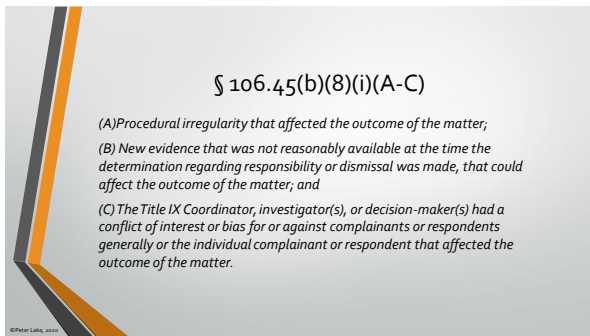 § 106.45(b)(8)(i)(A-C)
(A)Procedural irregularity that affected the outcome of the matter;
(B) New evidence that was not reasonably available at the time the
determination regarding responsibility or dismissal was made, that could
affect the outcome of the matter; and
(C) The Title IX Coordinator, investigator(s), or decision-maker(s) had a
conflict of interest or bias for or against complainants or respondents
generally or the individual complainant or respondent that affected the
outcome of the matter.
©Peter Lake, 2020